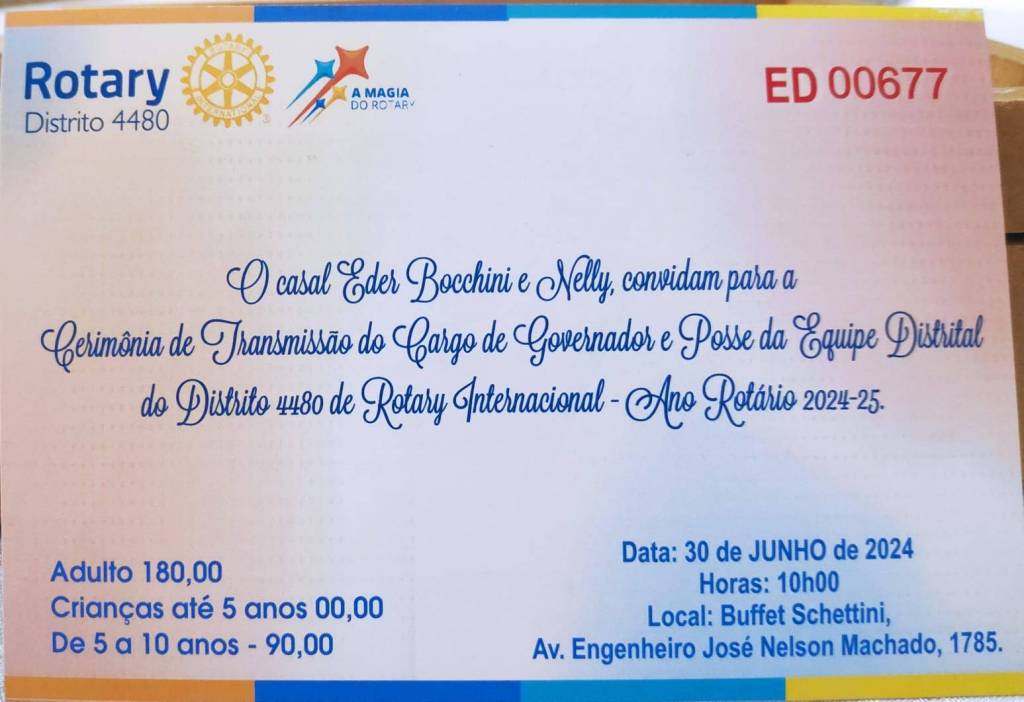 Rotary
Distrito 4480
ROTARY
INTERNATIONAL
A MAGIA
DO ROTARY
ED 00677
O casal Eder Bocchini e Nelly, convidam para a
Cerimônia de Transmissão do Cargo de Governador e Posse da Equipe Distrital
do Distrito 4480 de Rotary Internacional - Ano Rotário 2024-25.
Adulto 180,00
Crianças até 5 anos 00,00
De 5 a 10 anos - 90,00
Data: 30 de JUNHO de 2024
Horas: 10h00
Local: Buffet Schettini,
Av. Engenheiro José Nelson Machado, 1785.